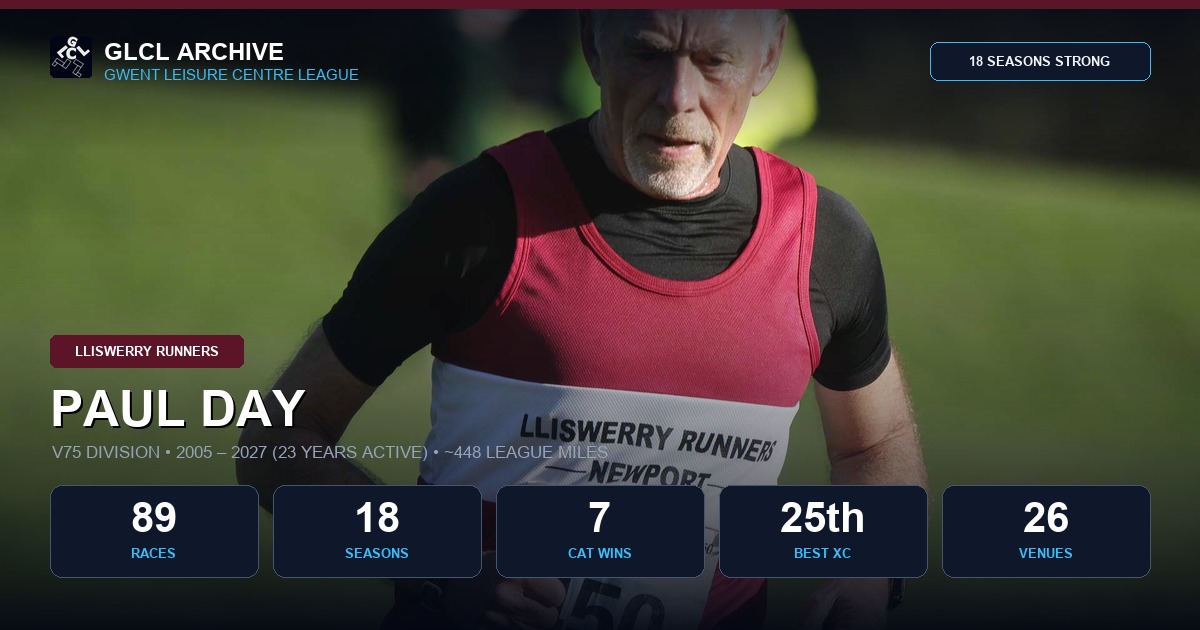 GLCL ARCHIVE
GWENT LEISURE CENTRE LEAGUE
18 SEASONS STRONG
LLISWERRY RUNNERS
PAUL DAY
V75 DIVISION • 2005 – 2027 (23 YEARS ACTIVE) • ~448 LEAGUE MILES
LLISWERRY RUNNERS
NEWPORT
89
RACES
18
SEASONS
7
CAT WINS
25th
BEST XC
26
VENUES
50